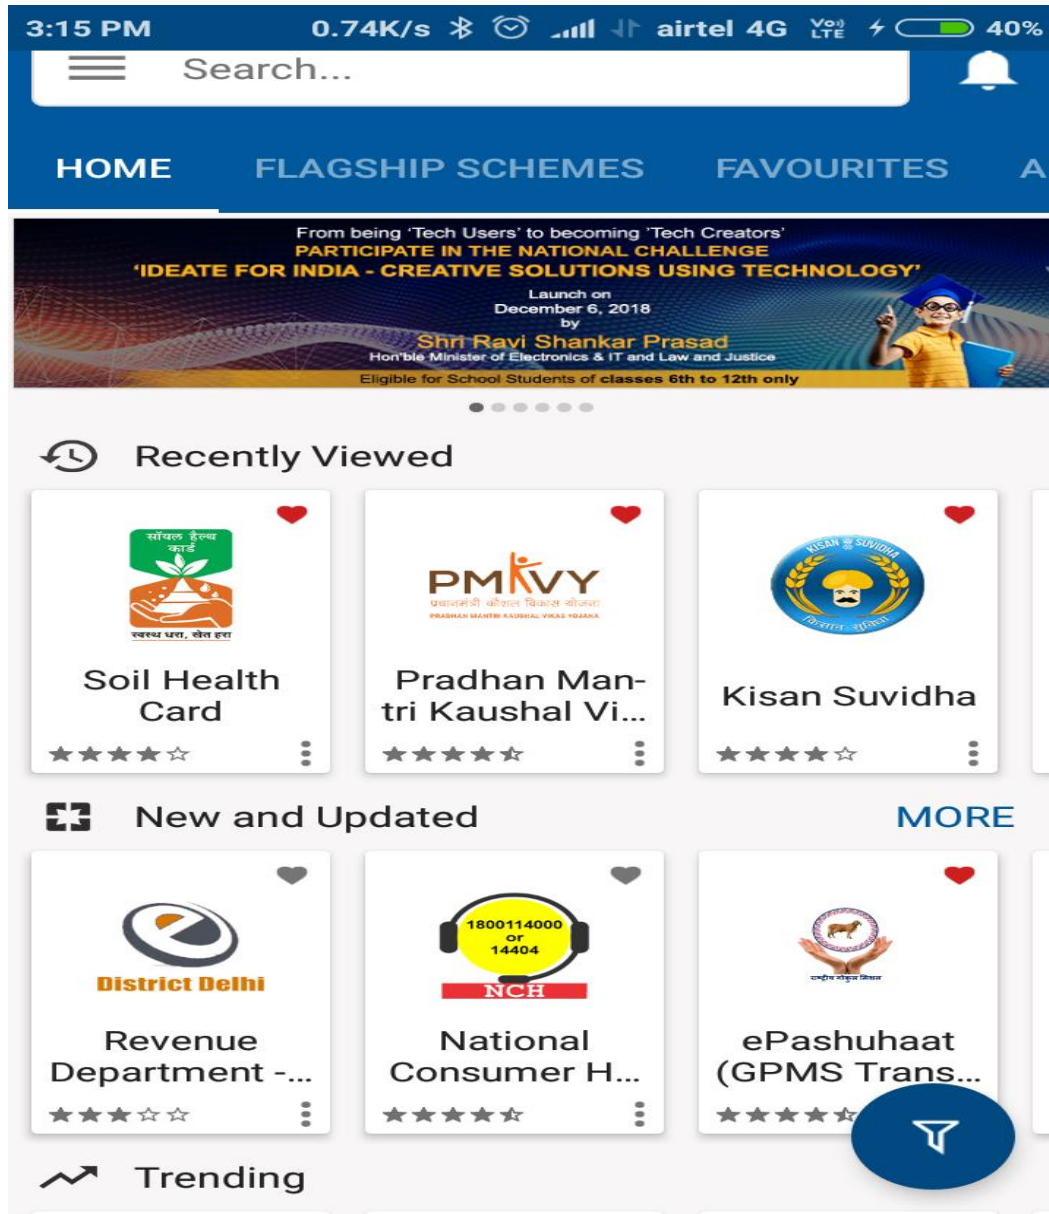 3:15 PM 0.74K/s airtel 4G VoLTE 40%
Search...
HOME FLAGSHIP SCHEMES FAVOURITES A
From being 'Tech Users' to becoming 'Tech Creators'
PARTICIPATE IN THE NATIONAL CHALLENGE
'IDEATE FOR INDIA - CREATIVE SOLUTIONS USING TECHNOLOGY'
Launch on
December 6, 2018
by
Shri Ravi Shankar Prasad
Hon'ble Minister of Electronics & IT and Law and Justice
Eligible for School Students of classes 6th to 12th only
Recently Viewed
सॉयल हैल्थ
कार्ड
स्वस्थ धरा, खेत हरा
Soil Health
Card
PMKVY
प्रधानमंत्री कौशल विकास योजना
PRADHAN MANTRI KAUSHAL VIKAS YOJANA
Pradhan Man-
tri Kaushal Vi...
KISAN SUVIDHA
किसान-सुविधा
Kisan Suvidha
New and Updated MORE
District Delhi
Revenue
Department -...
1800114000
or
14404
NCH
National
Consumer H...
राष्ट्रीय गोकुल मिशन
ePashuhaat
(GPMS Trans...
Trending